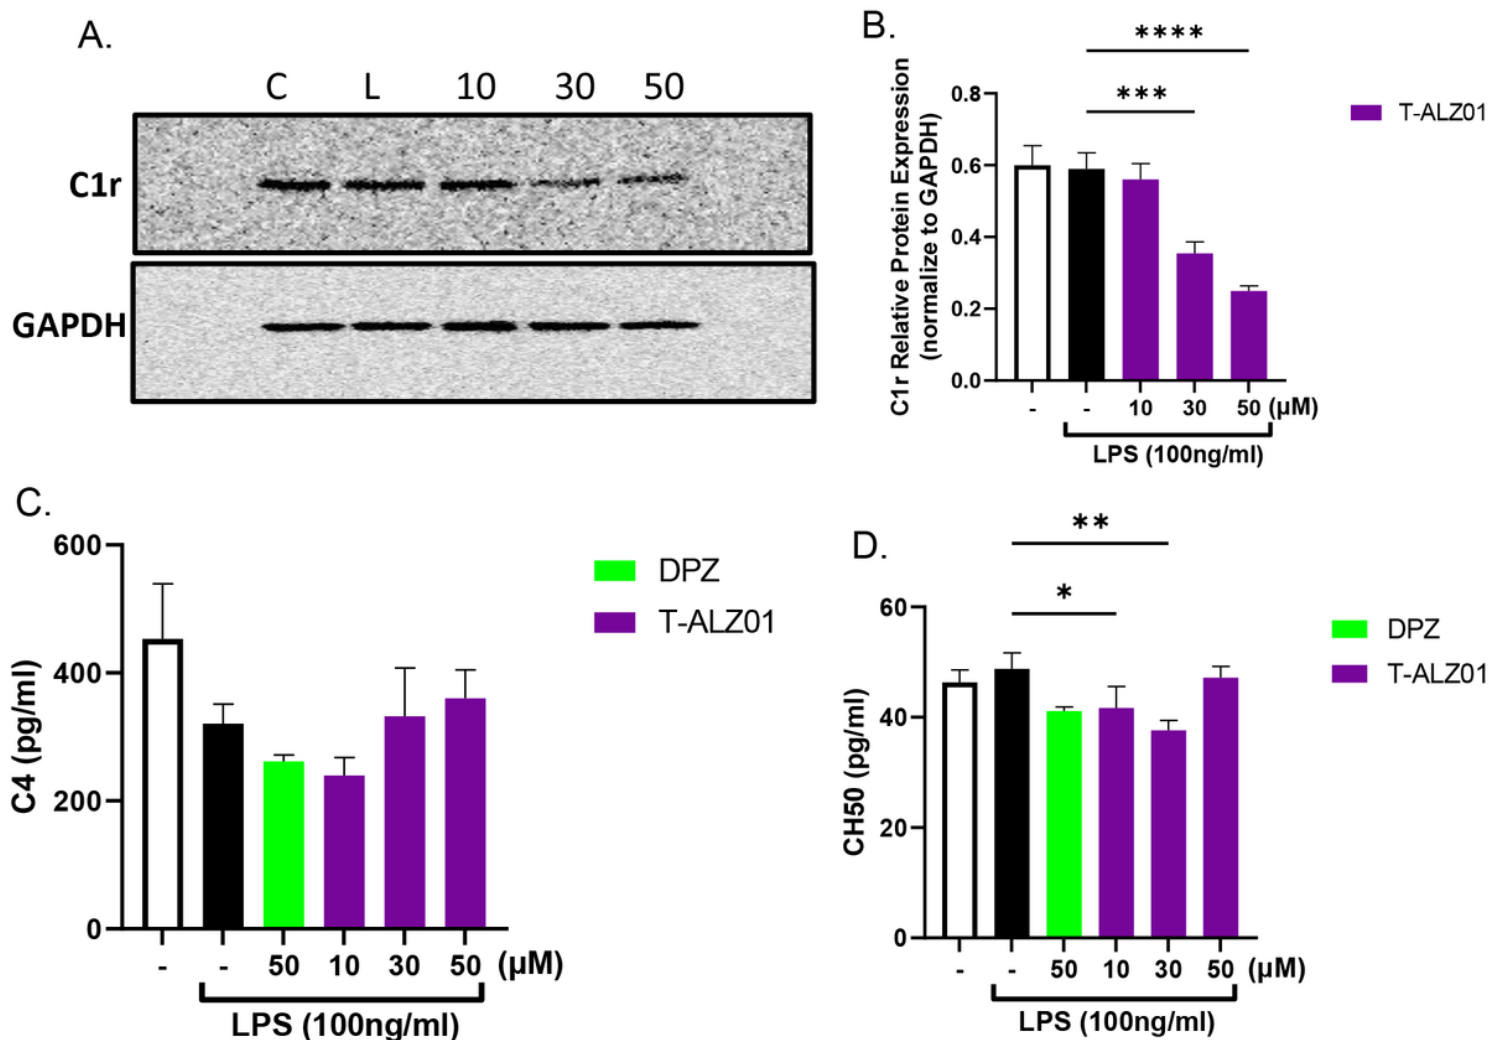 A.
C L 10 30 50
C1r
GAPDH
B.
****
***
C1r Relative Protein Expression
(normalize to GAPDH)
0.8
0.6
0.4
0.2
0.0
- - 10 30 50 (µM)
LPS (100ng/ml)
T-ALZ01
C.
C4 (pg/ml)
600
400
200
0
- - 50 10 30 50 (µM)
LPS (100ng/ml)
DPZ
T-ALZ01
D.
**
*
CH50 (pg/ml)
60
40
20
0
- - 50 10 30 50 (µM)
LPS (100ng/ml)
DPZ
T-ALZ01